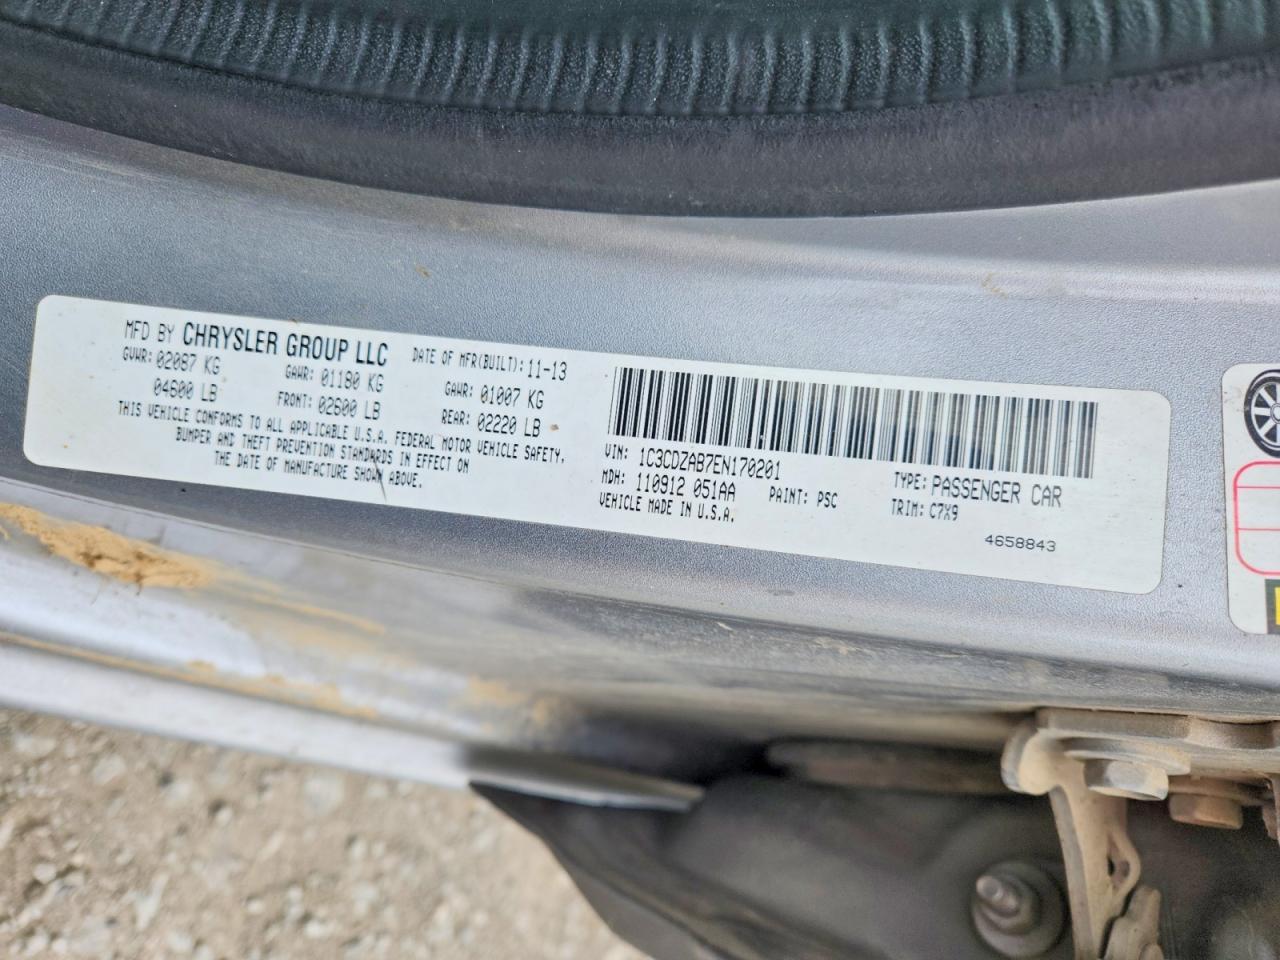 MFD BY CHRYSLER GROUP LLC DATE OF MFR(BUILT): 11-13
GVWR: 02087 KG GAWR: 01180 KG GAWR: 01007 KG
04600 LB FRONT: 02600 LB REAR: 02220 LB
THIS VEHICLE CONFORMS TO ALL APPLICABLE U.S.A. FEDERAL MOTOR VEHICLE SAFETY,
BUMPER AND THEFT PREVENTION STANDARDS IN EFFECT ON
THE DATE OF MANUFACTURE SHOWN ABOVE.
VIN: 1C3CDZAB7EN170201 TYPE: PASSENGER CAR
MDH: 110912 051AA PAINT: PSC TRIM: C7X9
VEHICLE MADE IN U.S.A.
4658843